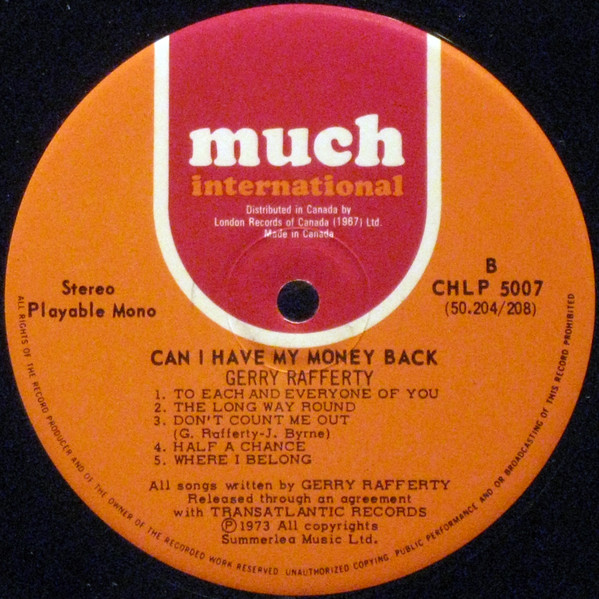 much
international
Distributed in Canada by
London Records of Canada (1967) Ltd.
Made in Canada
Stereo
Playable Mono
B
CHLP 5007
(50.204/208)
CAN I HAVE MY MONEY BACK
GERRY RAFFERTY
1. TO EACH AND EVERYONE OF YOU
2. THE LONG WAY ROUND
3. DON'T COUNT ME OUT
(G. Rafferty-J. Byrne)
4. HALF A CHANCE
5. WHERE I BELONG
All songs written by GERRY RAFFERTY
Released through an agreement
with TRANSATLANTIC RECORDS
Ⓟ1973 All copyrights
Summerlea Music Ltd.
ALL RIGHTS OF THE RECORD PRODUCER AND OF THE OWNER OF THE RECORDED WORK RESERVED. UNAUTHORIZED COPYING, PUBLIC PERFORMANCE AND OR BROADCASTING OF THIS RECORD PROHIBITED